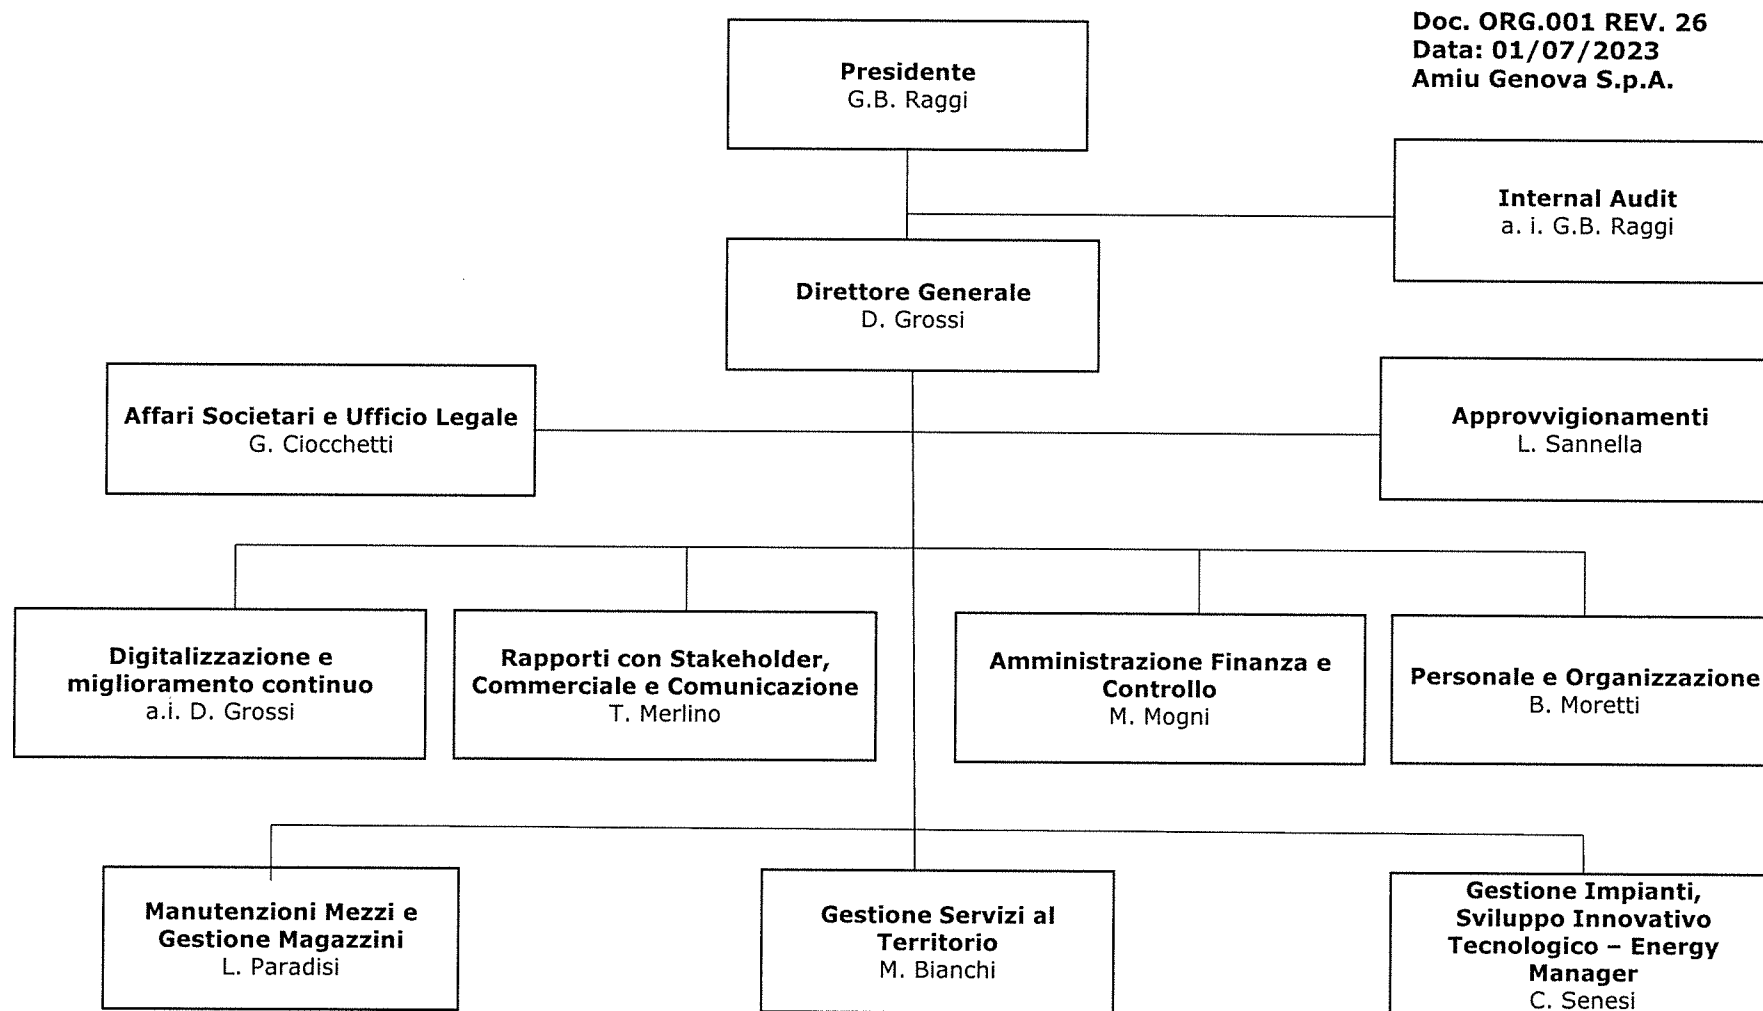 Doc. ORG.001 REV. 26
Data: 01/07/2023
Amiu Genova S.p.A.
Presidente
G.B. Raggi
Internal Audit
a. i. G.B. Raggi
Direttore Generale
D. Grossi
Affari Societari e Ufficio Legale
G. Ciocchetti
Approvvigionamenti
L. Sannella
Digitalizzazione e
miglioramento continuo
a.i. D. Grossi
Rapporti con Stakeholder,
Commerciale e Comunicazione
T. Merlino
Amministrazione Finanza e
Controllo
M. Mogni
Personale e Organizzazione
B. Moretti
Manutenzioni Mezzi e
Gestione Magazzini
L. Paradisi
Gestione Servizi al
Territorio
M. Bianchi
Gestione Impianti,
Sviluppo Innovativo
Tecnologico – Energy
Manager
C. Senesi